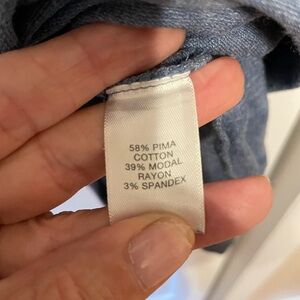 58% PIMA
COTTON
39% MODAL
RAYON
3% SPANDEX